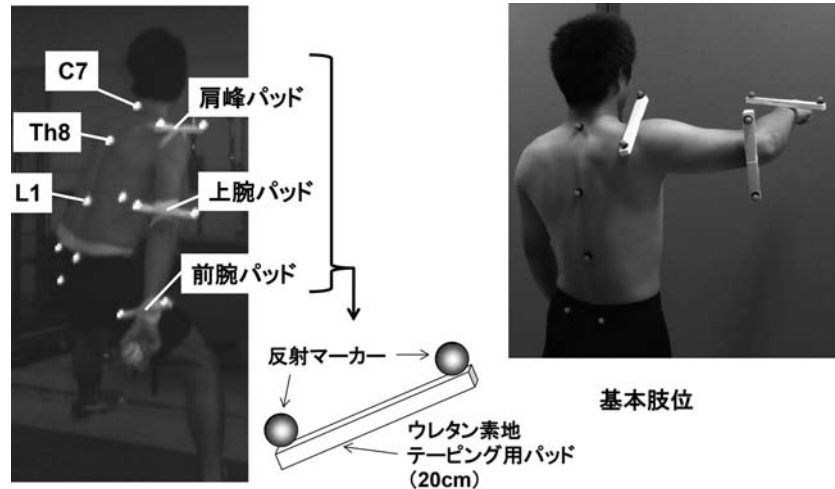 C7
肩峰パッド
Th8
L1
上腕パッド
前腕パッド
反射マーカー
ウレタン素地
テーピング用パッド
(20cm)
基本肢位